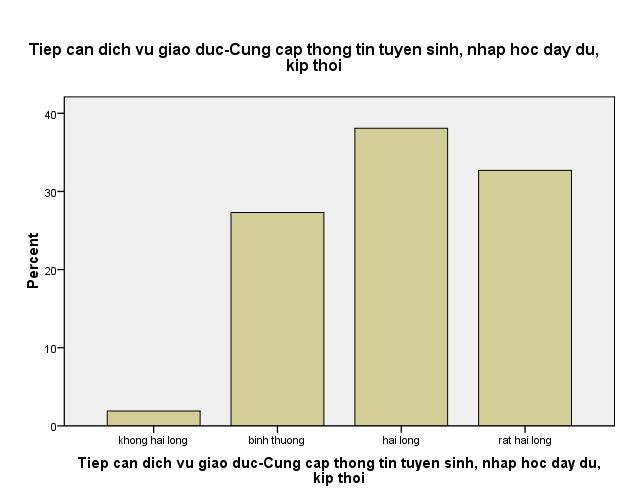 Tiep can dich vu giao duc-Cung cap thong tin tuyen sinh, nhap hoc day du,
kip thoi
40
30
20
10
0
Percent
khong hai long
binh thuong
hai long
rat hai long
Tiep can dich vu giao duc-Cung cap thong tin tuyen sinh, nhap hoc day du,
kip thoi